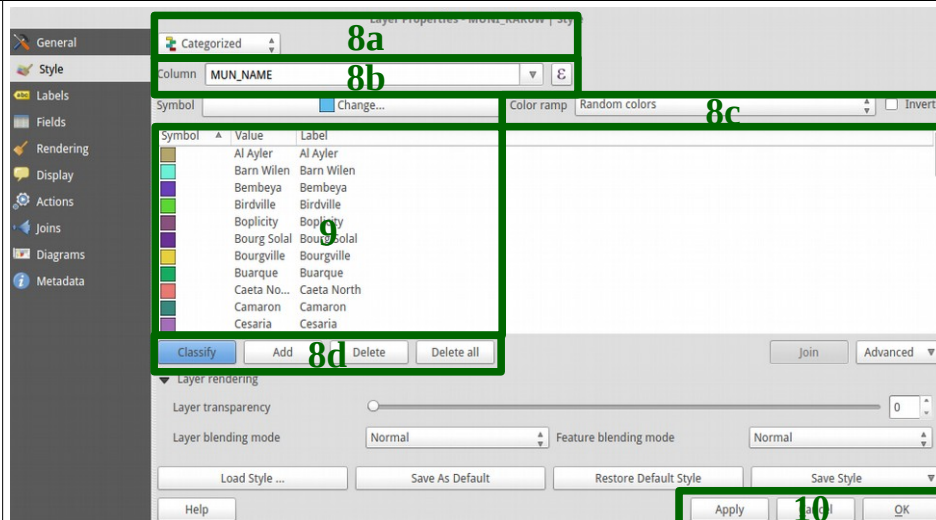 Layer Properties - MUNI_KAROW | Style
General
Style
Labels
Fields
Rendering
Display
Actions
Joins
Diagrams
Metadata
Categorized 8a
Column MUN_NAME ε 8b
Symbol Change... Color ramp Random colors Invert 8c
Symbol Value Label
Al Ayler Al Ayler
Barn Wilen Barn Wilen
Bembeya Bembeya
Birdville Birdville
Boplicity Boplicity
9
Bourg Solal Bourg Solal
Bourgville Bourgville
Buarque Buarque
Caeta No... Caeta North
Camaron Camaron
Cesaria Cesaria
Classify Add 8d Delete Delete all Join Advanced
Layer rendering
Layer transparency 0
Layer blending mode Normal Feature blending mode Normal
Load Style ... Save As Default Restore Default Style Save Style
Help Apply Cancel OK 10